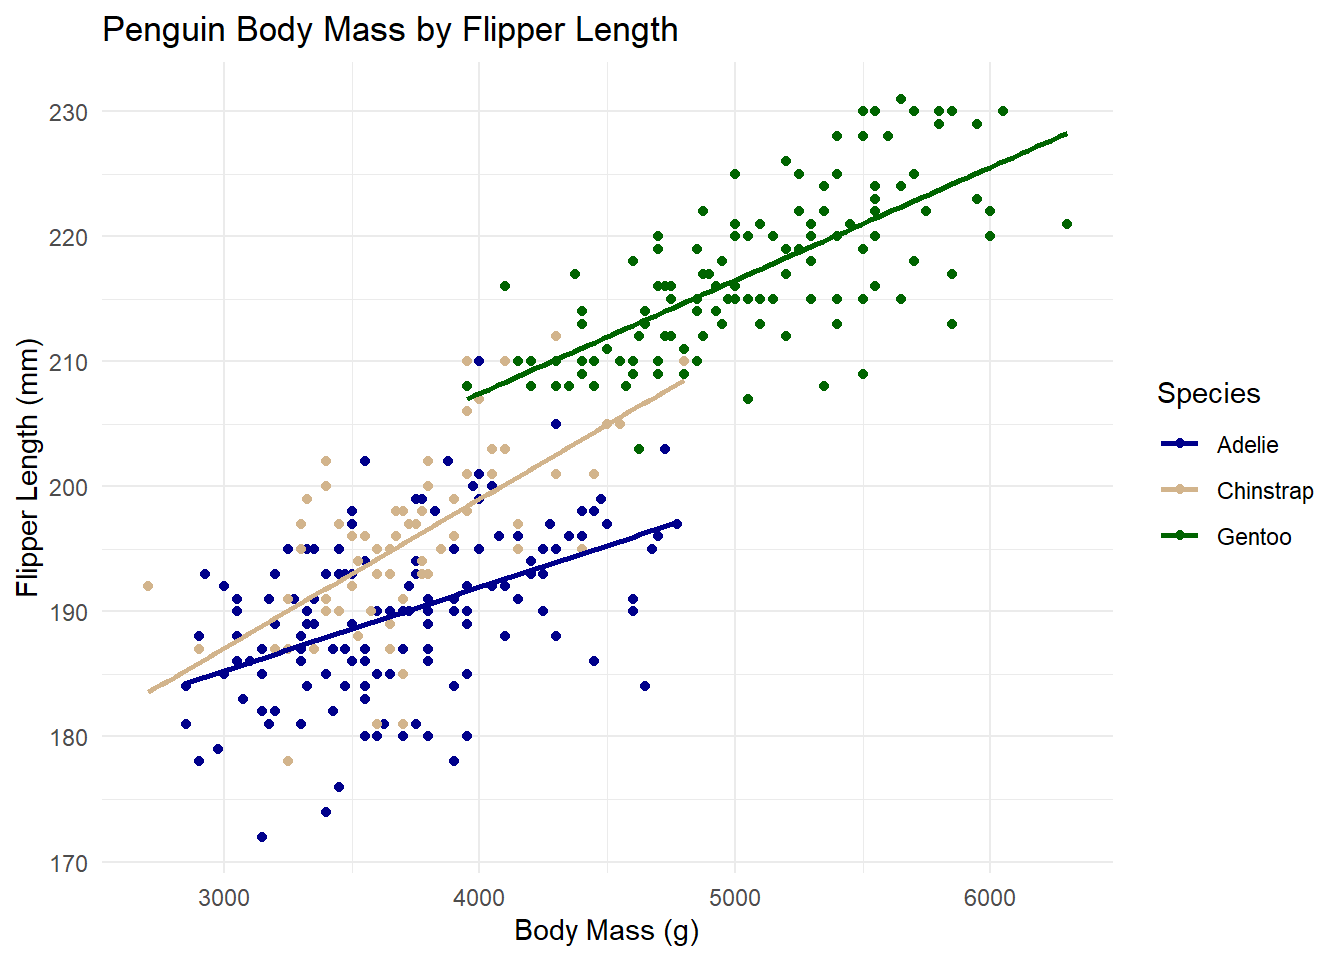 Penguin Body Mass by Flipper Length
Flipper Length (mm)
230
220
210
200
190
180
170
3000 4000 5000 6000
Body Mass (g)
Species
Adelie
Chinstrap
Gentoo